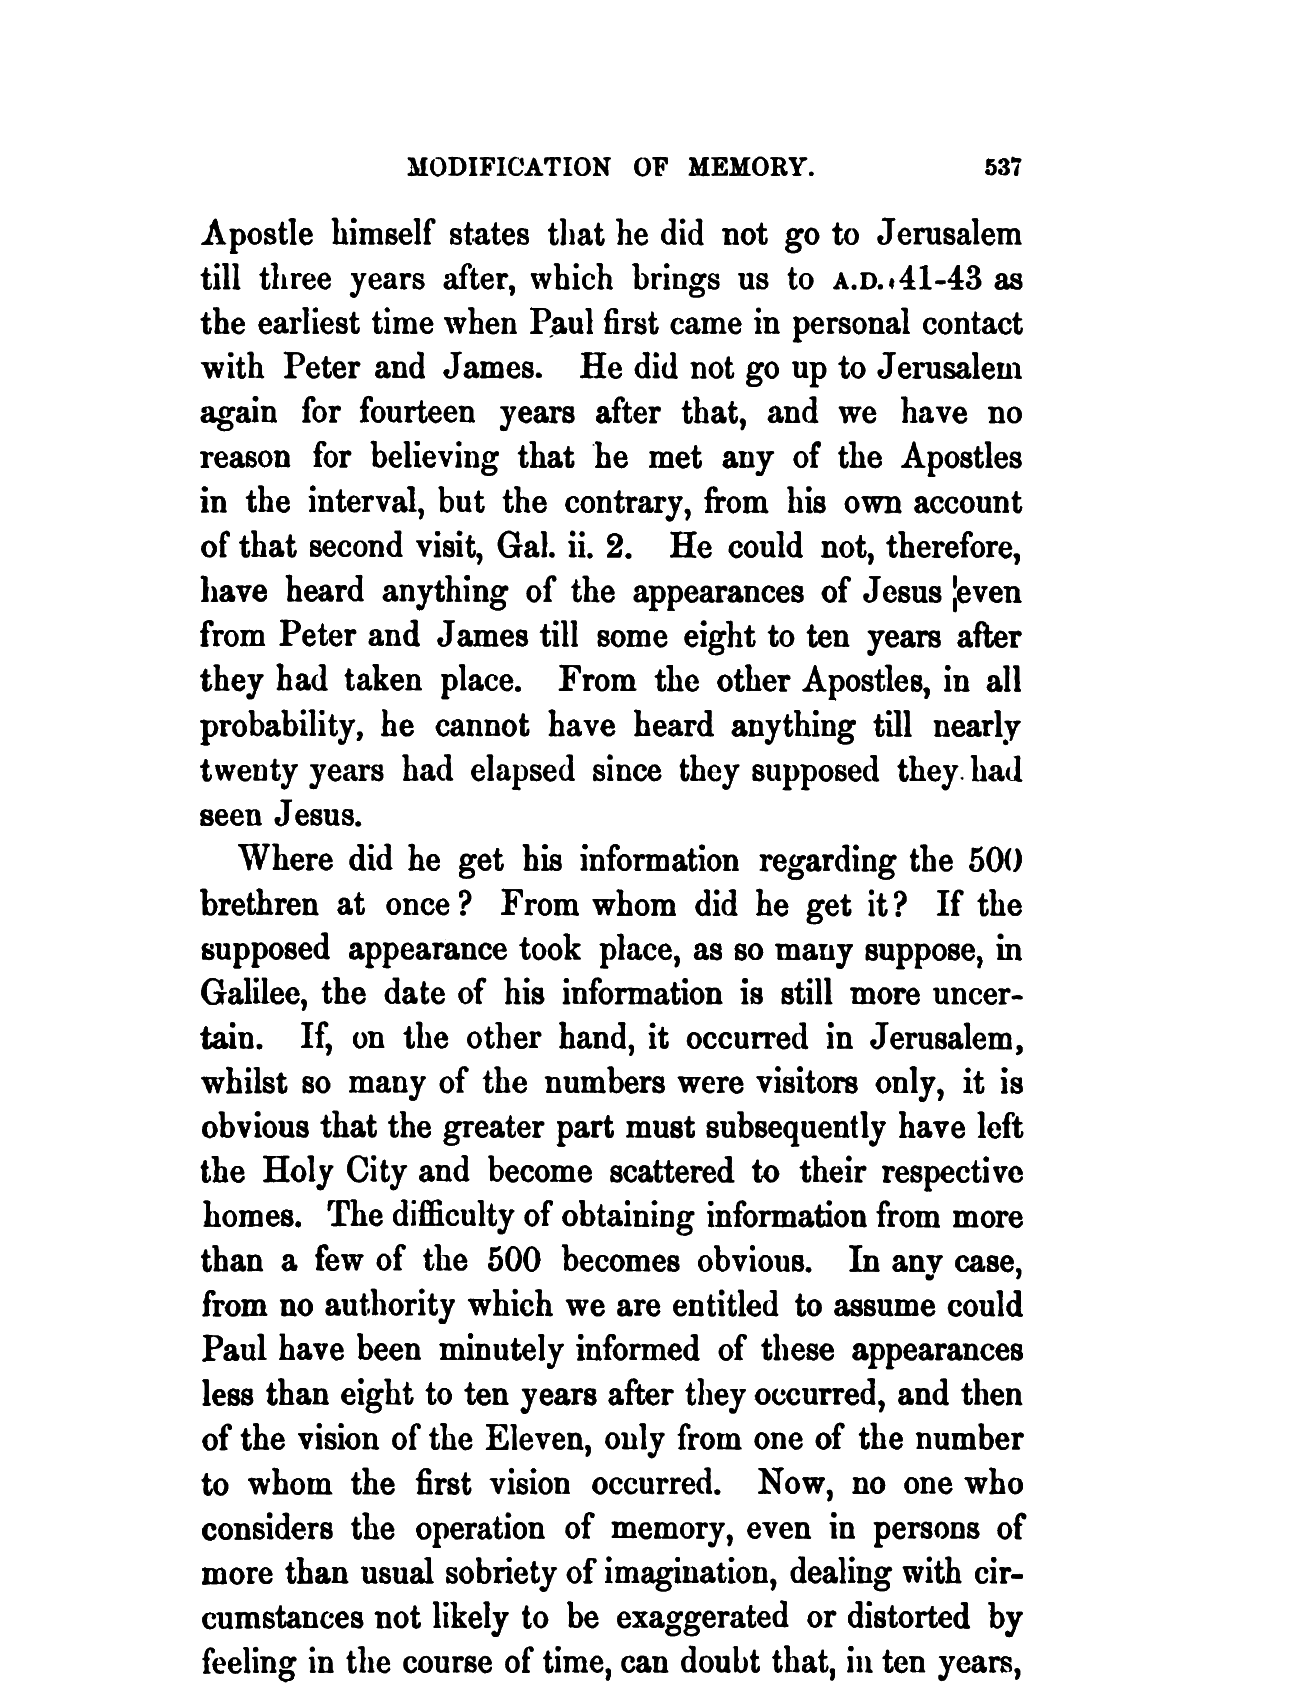 MODIFICATION OF MEMORY. 537
Apostle himself states that he did not go to Jerusalem
till three years after, which brings us to A.D. 41-43 as
the earliest time when Paul first came in personal contact
with Peter and James. He did not go up to Jerusalem
again for fourteen years after that, and we have no
reason for believing that he met any of the Apostles
in the interval, but the contrary, from his own account
of that second visit, Gal. ii. 2. He could not, therefore,
have heard anything of the appearances of Jesus even
from Peter and James till some eight to ten years after
they had taken place. From the other Apostles, in all
probability, he cannot have heard anything till nearly
twenty years had elapsed since they supposed they had
seen Jesus.
Where did he get his information regarding the 500
brethren at once? From whom did he get it? If the
supposed appearance took place, as so many suppose, in
Galilee, the date of his information is still more uncer-
tain. If, on the other hand, it occurred in Jerusalem,
whilst so many of the numbers were visitors only, it is
obvious that the greater part must subsequently have left
the Holy City and become scattered to their respective
homes. The difficulty of obtaining information from more
than a few of the 500 becomes obvious. In any case,
from no authority which we are entitled to assume could
Paul have been minutely informed of these appearances
less than eight to ten years after they occurred, and then
of the vision of the Eleven, only from one of the number
to whom the first vision occurred. Now, no one who
considers the operation of memory, even in persons of
more than usual sobriety of imagination, dealing with cir-
cumstances not likely to be exaggerated or distorted by
feeling in the course of time, can doubt that, in ten years,